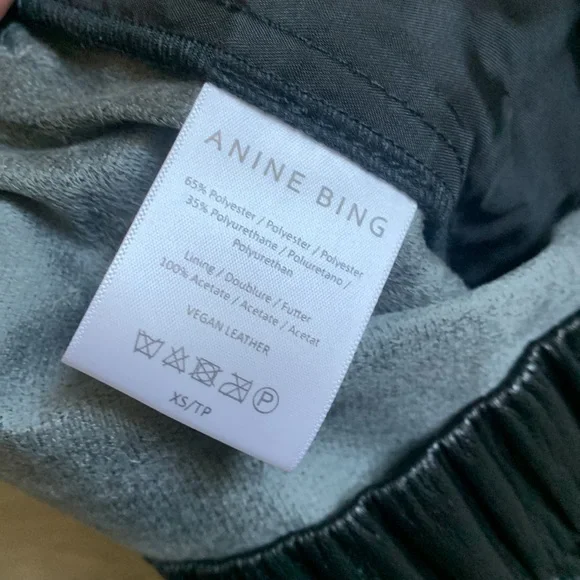 ANINE BING
65% Polyester / Polyester / Polyester
35% Polyurethane / Poliuretano /
Polyurethan
Lining / Doublure / Futter
100% Acetate / Acetate / Acetat
VEGAN LEATHER
P
XS/TP